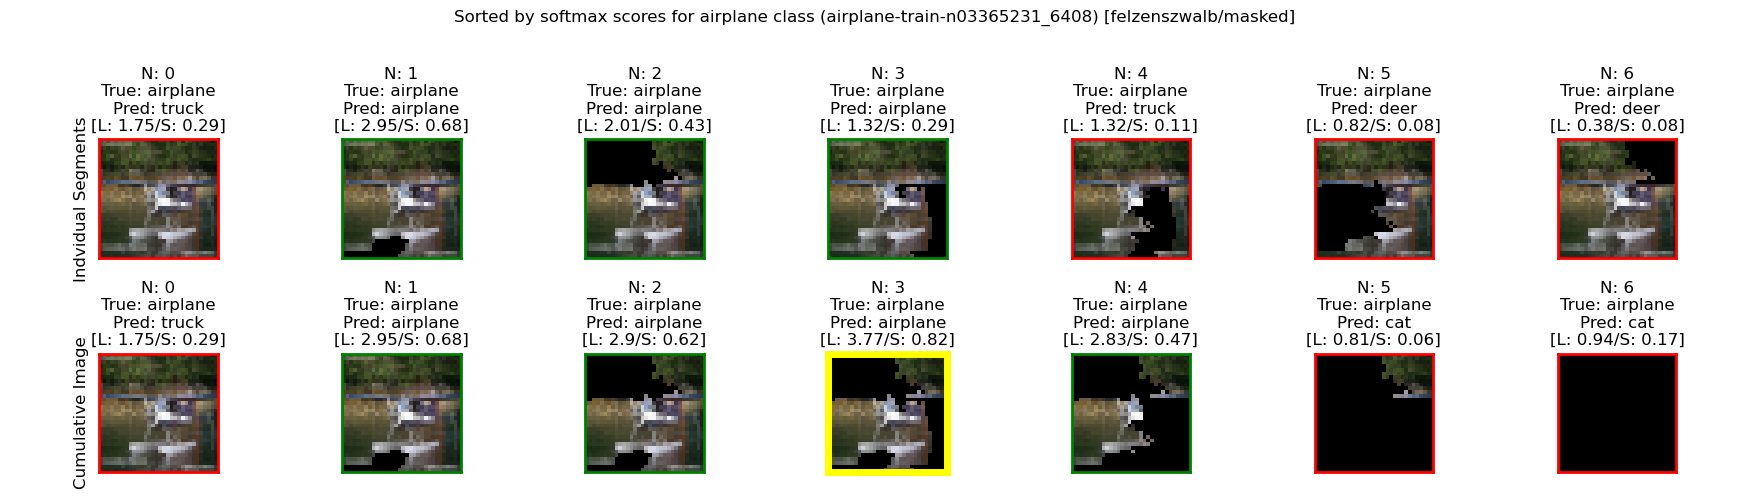 Sorted by softmax scores for airplane class (airplane-train-n03365231_6408) [felzenszwalb/masked]
Indvidual Segments
N: 0
True: airplane
Pred: truck
[L: 1.75/S: 0.29]
N: 1
True: airplane
Pred: airplane
[L: 2.95/S: 0.68]
N: 2
True: airplane
Pred: airplane
[L: 2.01/S: 0.43]
N: 3
True: airplane
Pred: airplane
[L: 1.32/S: 0.29]
N: 4
True: airplane
Pred: truck
[L: 1.32/S: 0.11]
N: 5
True: airplane
Pred: deer
[L: 0.82/S: 0.08]
N: 6
True: airplane
Pred: deer
[L: 0.38/S: 0.08]
Cumulative Image
N: 0
True: airplane
Pred: truck
[L: 1.75/S: 0.29]
N: 1
True: airplane
Pred: airplane
[L: 2.95/S: 0.68]
N: 2
True: airplane
Pred: airplane
[L: 2.9/S: 0.62]
N: 3
True: airplane
Pred: airplane
[L: 3.77/S: 0.82]
N: 4
True: airplane
Pred: airplane
[L: 2.83/S: 0.47]
N: 5
True: airplane
Pred: cat
[L: 0.81/S: 0.06]
N: 6
True: airplane
Pred: cat
[L: 0.94/S: 0.17]